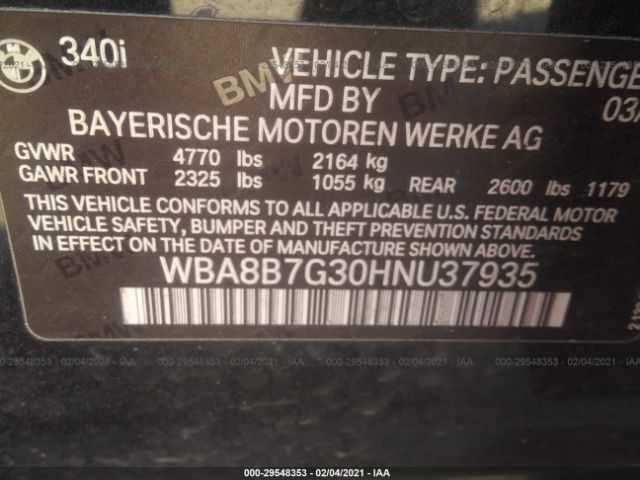 340i
VEHICLE TYPE: PASSENGE
MFD BY
03/
BAYERISCHE MOTOREN WERKE AG
GVWR 4770 lbs 2164 kg
GAWR FRONT 2325 lbs 1055 kg REAR 2600 lbs 1179
THIS VEHICLE CONFORMS TO ALL APPLICABLE U.S. FEDERAL MOTOR
VEHICLE SAFETY, BUMPER AND THEFT PREVENTION STANDARDS
IN EFFECT ON THE DATE OF MANUFACTURE SHOWN ABOVE.
WBA8B7G30HNU37935
000-29548353 - 02/04/2021 - IAA